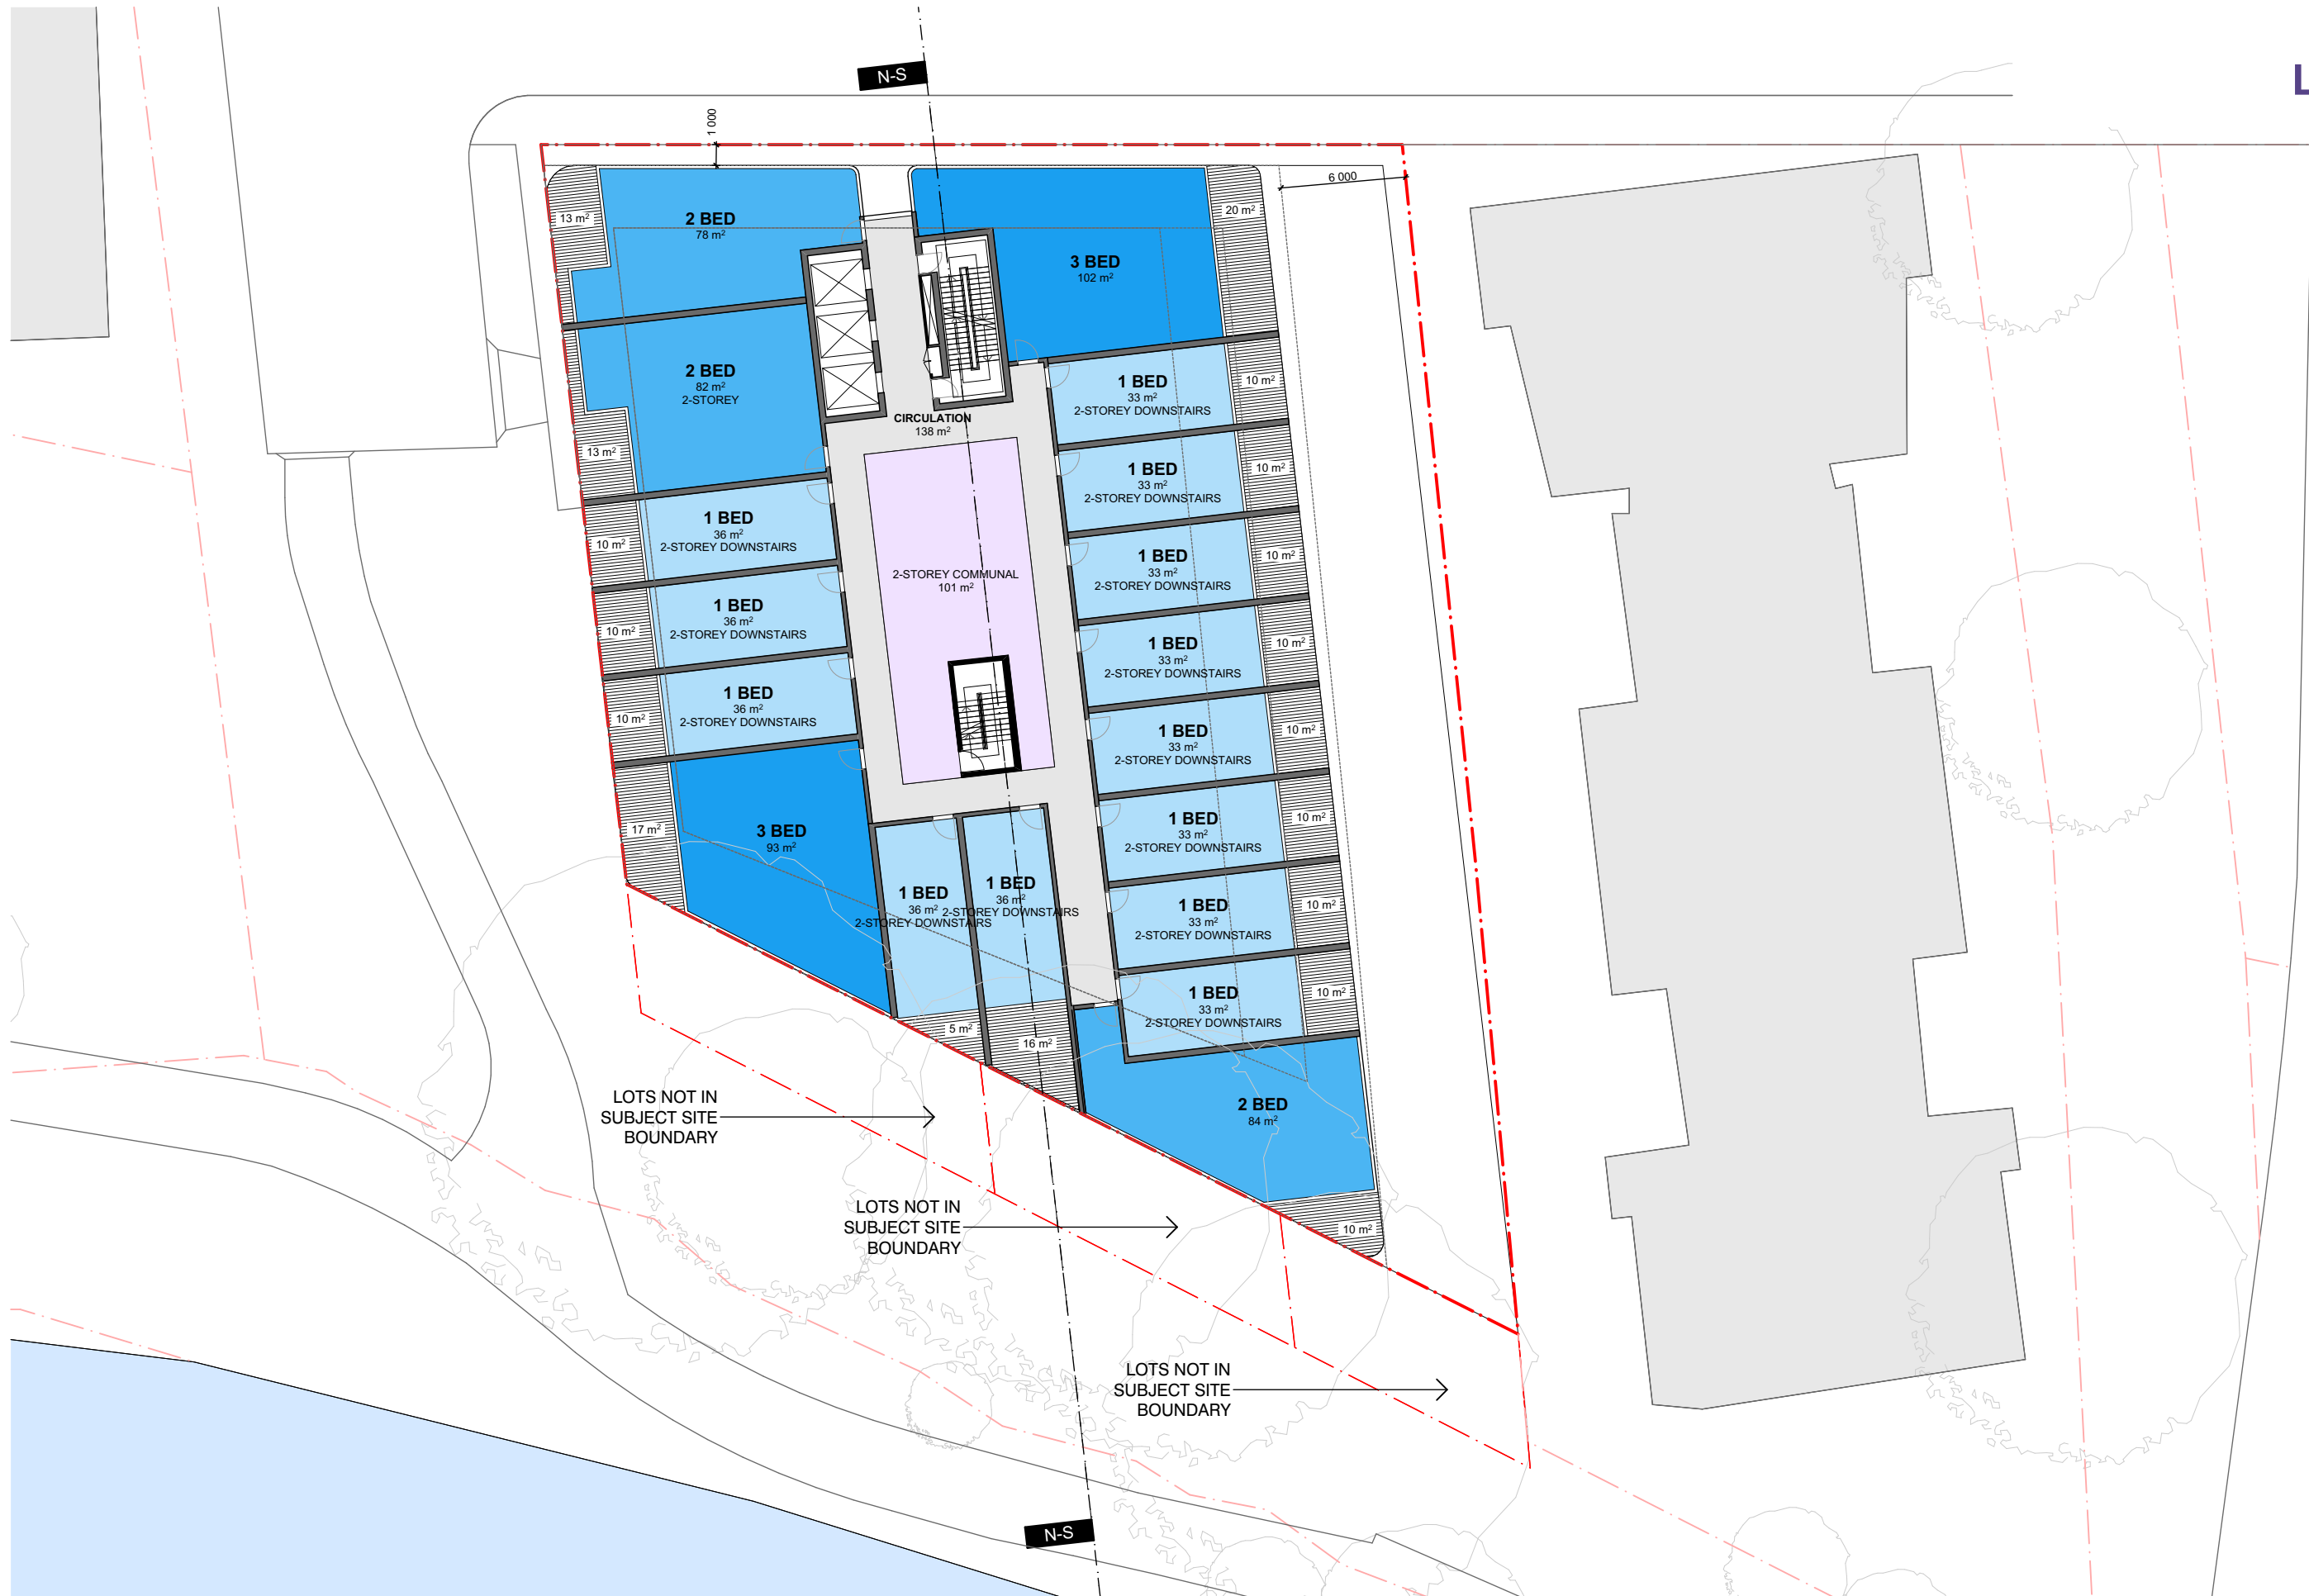 L
N-S
1 000
6 000
13 m²
2 BED
78 m²
20 m²
3 BED
102 m²
2 BED
82 m²
2-STOREY
1 BED
33 m²
2-STOREY DOWNSTAIRS
10 m²
CIRCULATION
138 m²
13 m²
1 BED
33 m²
2-STOREY DOWNSTAIRS
10 m²
1 BED
36 m²
2-STOREY DOWNSTAIRS
10 m²
1 BED
33 m²
2-STOREY DOWNSTAIRS
10 m²
2-STOREY COMMUNAL
101 m²
1 BED
36 m²
2-STOREY DOWNSTAIRS
10 m²
1 BED
33 m²
2-STOREY DOWNSTAIRS
10 m²
1 BED
36 m²
2-STOREY DOWNSTAIRS
10 m²
1 BED
33 m²
2-STOREY DOWNSTAIRS
10 m²
3 BED
93 m²
17 m²
1 BED
33 m²
2-STOREY DOWNSTAIRS
10 m²
1 BED
36 m²
2-STOREY DOWNSTAIRS
1 BED
36 m²
2-STOREY DOWNSTAIRS
1 BED
33 m²
2-STOREY DOWNSTAIRS
10 m²
1 BED
33 m²
2-STOREY DOWNSTAIRS
10 m²
5 m²
16 m²
2 BED
84 m²
10 m²
LOTS NOT IN
SUBJECT SITE
BOUNDARY
LOTS NOT IN
SUBJECT SITE
BOUNDARY
LOTS NOT IN
SUBJECT SITE
BOUNDARY
N-S